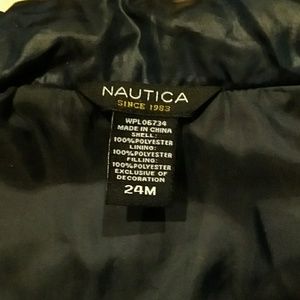 NAUTICA
SINCE 1983
WPL06734
MADE IN CHINA
SHELL:
100%POLYESTER
LINING:
100%POLYESTER
FILLING:
100%POLYESTER
EXCLUSIVE OF
DECORATION
24M